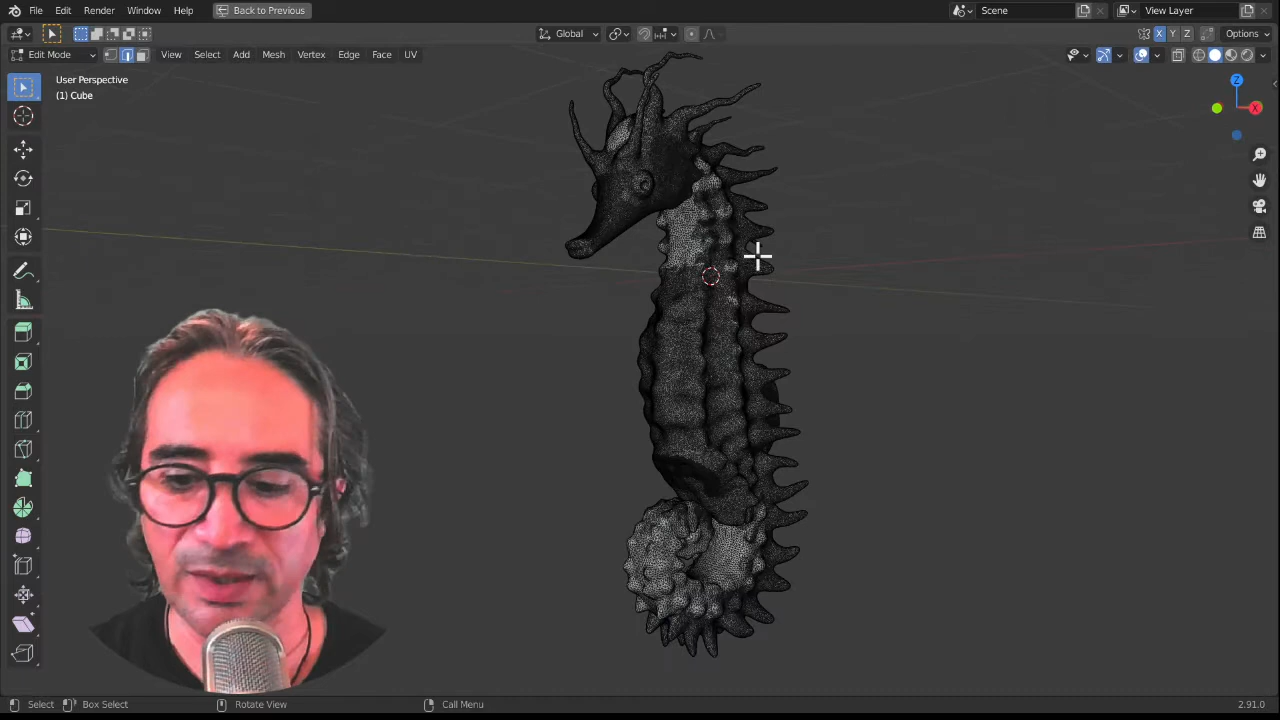 File Edit Render Window Help Back to Previous Scene View Layer
Global X Y Z Options
Edit Mode View Select Add Mesh Vertex Edge Face UV
User Perspective
(1) Cube
Z
X
Select Box Select Rotate View Call Menu 2.91.0